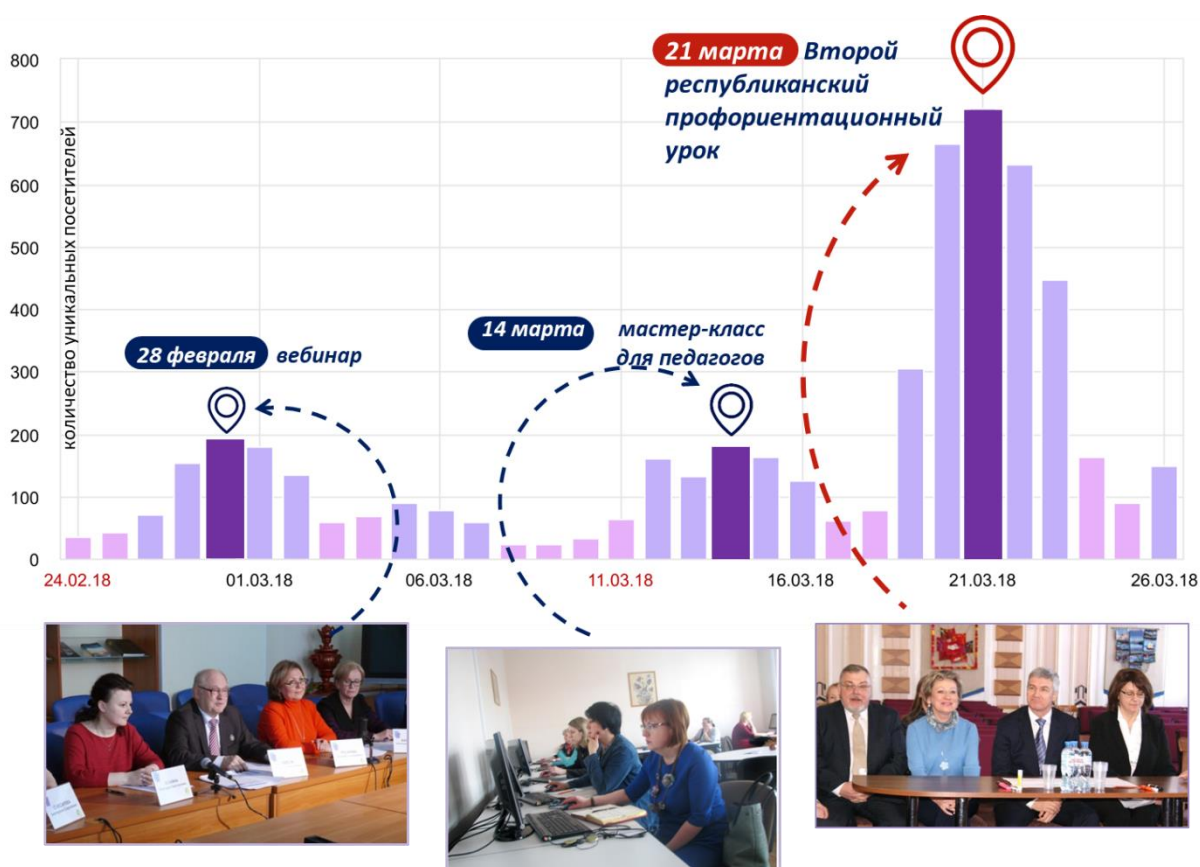 800
700
600
500
400
300
200
100
0
количество уникальных посетителей
21 марта Второй
республиканский
профориентационный
урок
14 марта мастер-класс
для педагогов
28 февраля вебинар
24.02.18
01.03.18
06.03.18
11.03.18
16.03.18
21.03.18
26.03.18